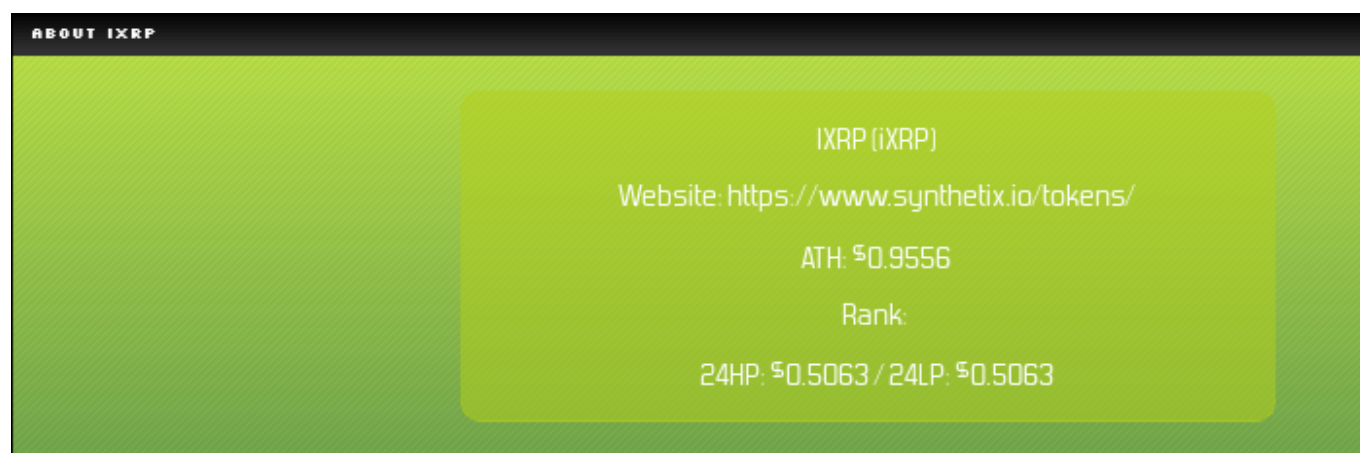 ABOUT IXRP
IXRP (iXRP)
Website: https://www.synthetix.io/tokens/
ATH: $0.9556
Rank:
24HP: $0.5063 / 24LP: $0.5063